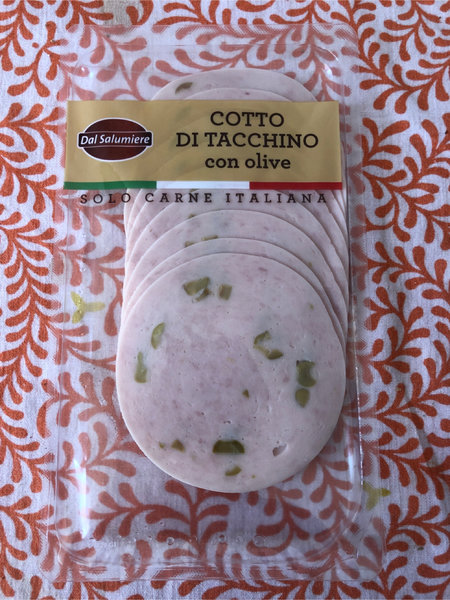 Dal Salumiere
COTTO
DI TACCHINO
con olive
SOLO CARNE ITALIANA